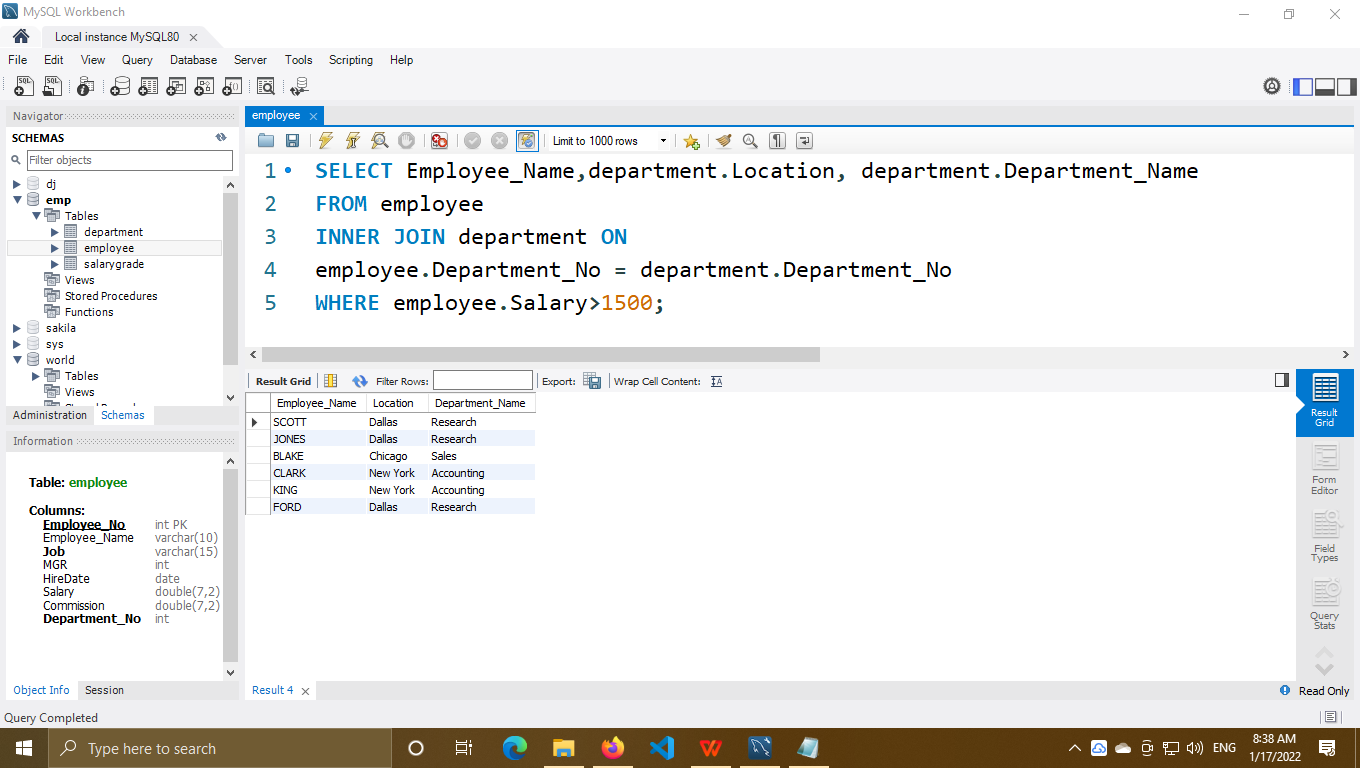 MySQL Workbench
Local instance MySQL80
File Edit View Query Database Server Tools Scripting Help
Navigator
SCHEMAS
Filter objects
dj
emp
Tables
department
employee
salarygrade
Views
Stored Procedures
Functions
sakila
sys
world
Tables
Views
Administration Schemas
Information
Table: employee
Columns:
Employee_No int PK
Employee_Name varchar(10)
Job varchar(15)
MGR int
HireDate date
Salary double(7,2)
Commission double(7,2)
Department_No int
Object Info Session
employee
Limit to 1000 rows
1 SELECT Employee_Name,department.Location, department.Department_Name
2 FROM employee
3 INNER JOIN department ON
4 employee.Department_No = department.Department_No
5 WHERE employee.Salary>1500;
Result Grid Filter Rows: Export: Wrap Cell Content:
Employee_Name Location Department_Name
SCOTT Dallas Research
JONES Dallas Research
BLAKE Chicago Sales
CLARK New York Accounting
KING New York Accounting
FORD Dallas Research
Result
Grid
Form
Editor
Field
Types
Query
Stats
Result 4
Read Only
Query Completed
Type here to search
ENG
8:38 AM
1/17/2022